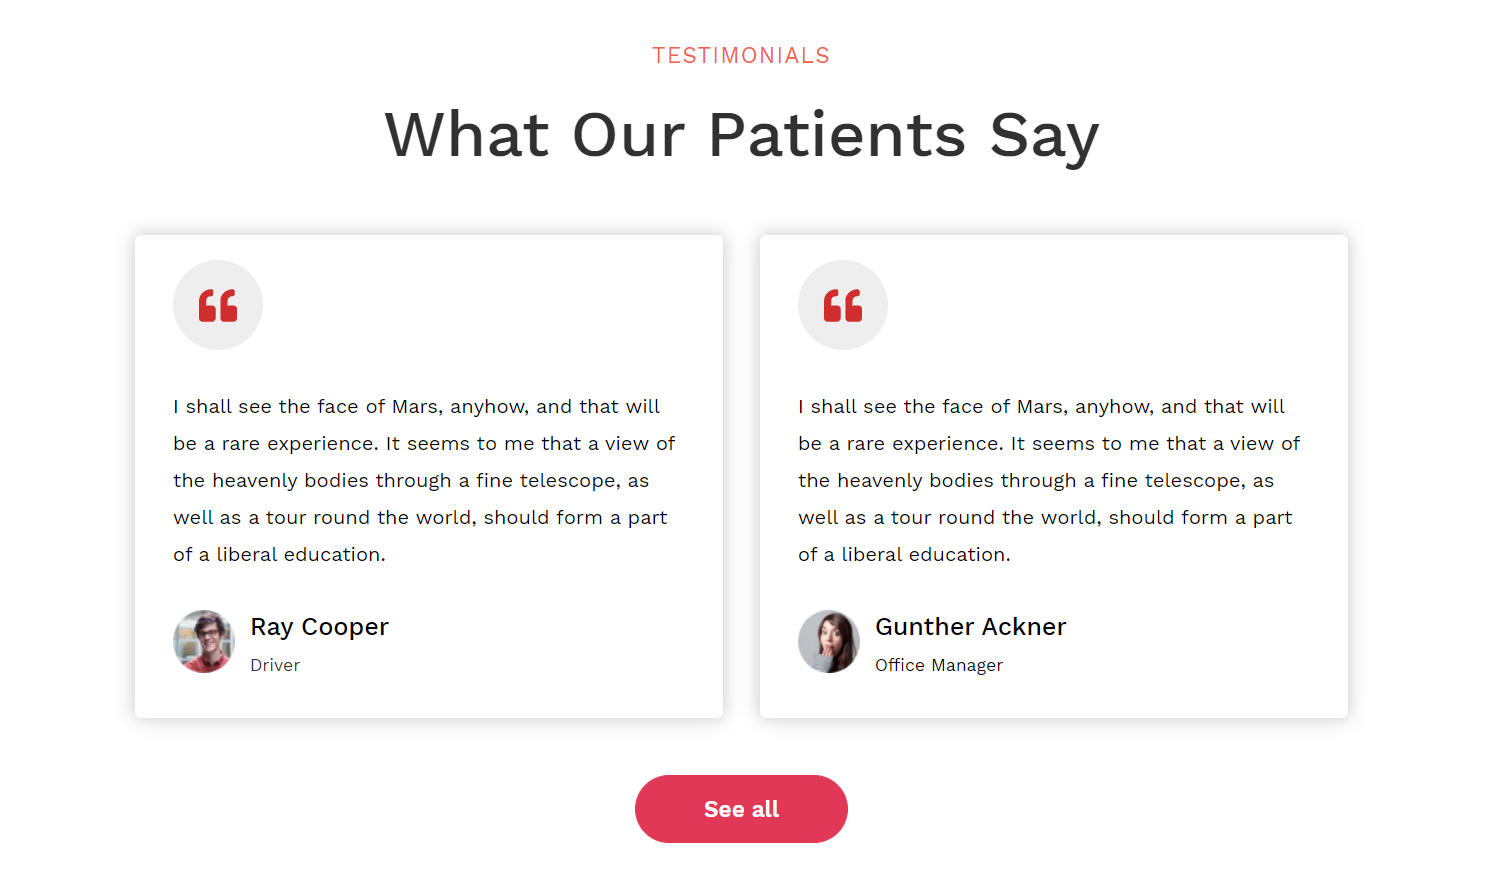 TESTIMONIALS
What Our Patients Say
I shall see the face of Mars, anyhow, and that will
be a rare experience. It seems to me that a view of
the heavenly bodies through a fine telescope, as
well as a tour round the world, should form a part
of a liberal education.
Ray Cooper
Driver
I shall see the face of Mars, anyhow, and that will
be a rare experience. It seems to me that a view of
the heavenly bodies through a fine telescope, as
well as a tour round the world, should form a part
of a liberal education.
Gunther Ackner
Office Manager
See all